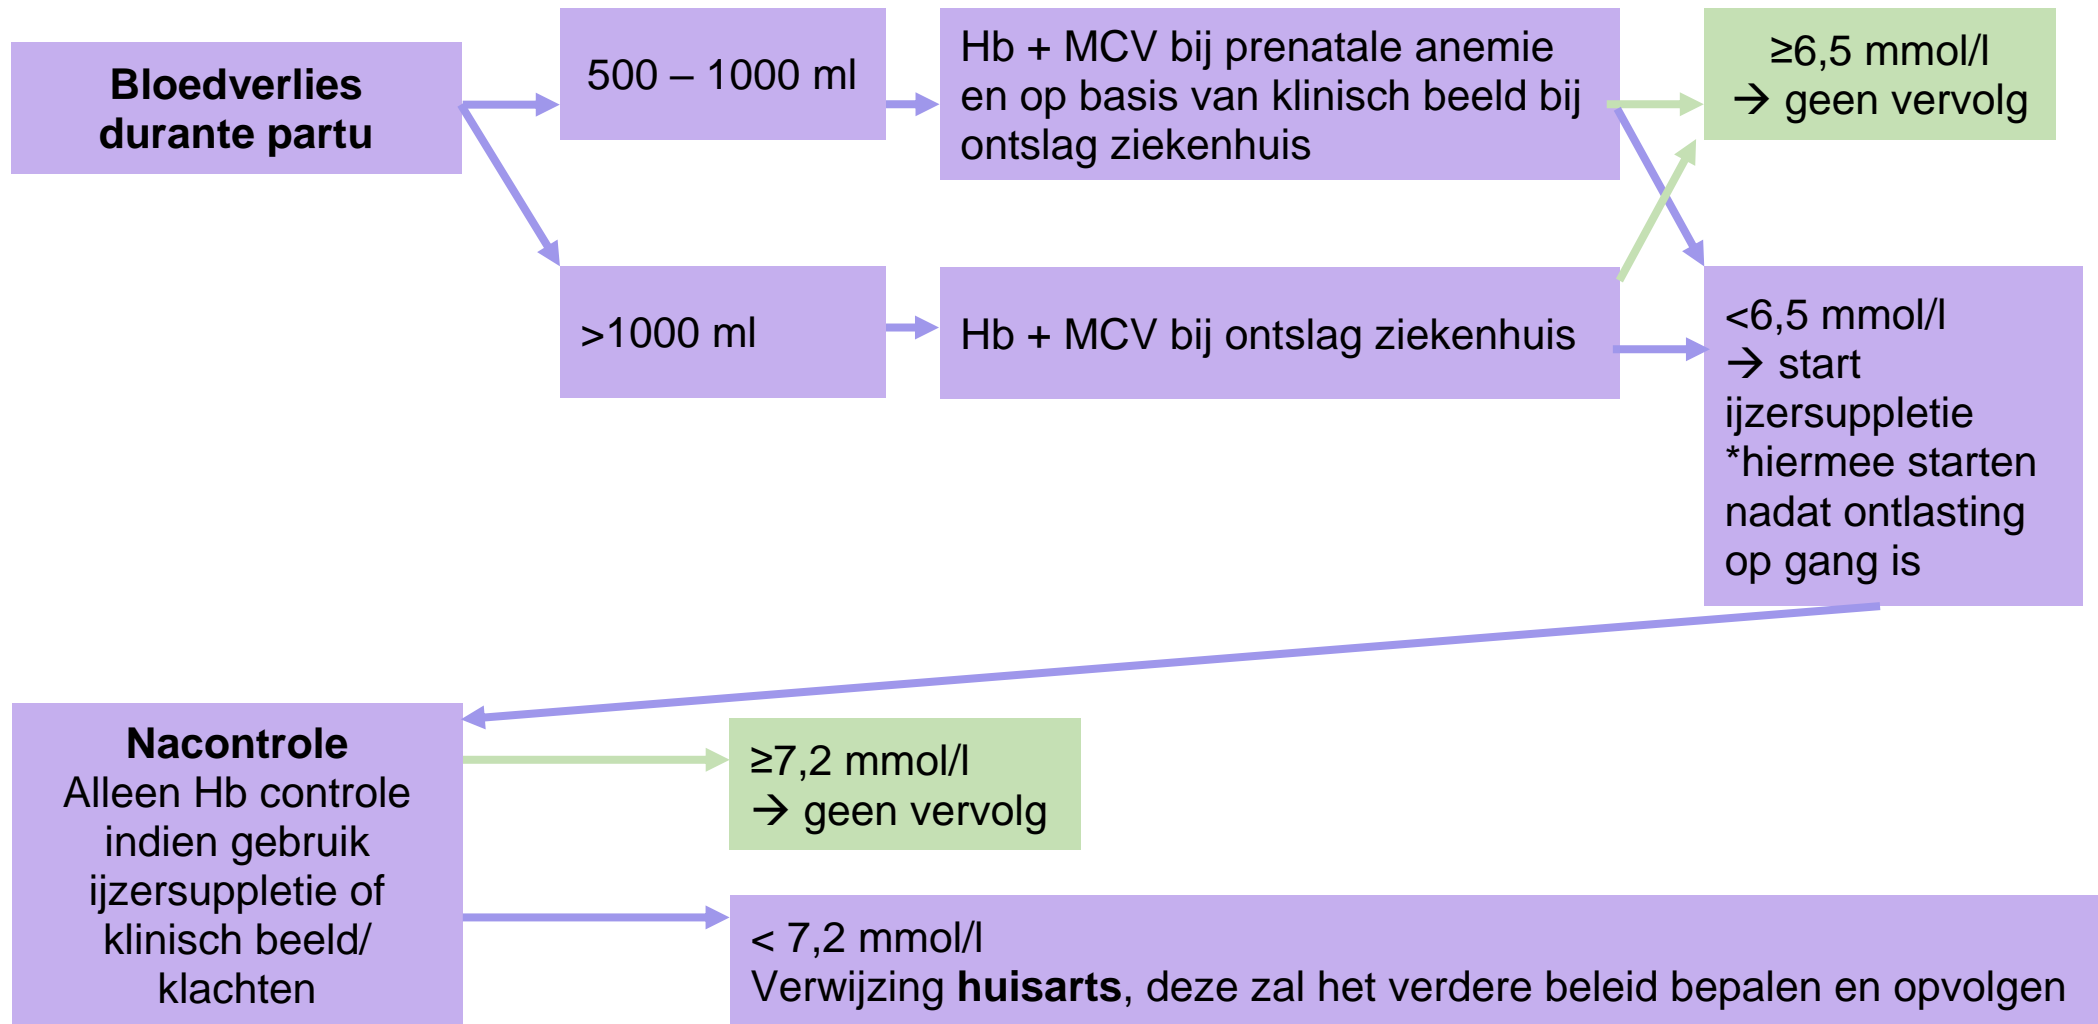 Bloedverlies
durante partu
500 – 1000 ml
Hb + MCV bij prenatale anemie
en op basis van klinisch beeld bij
ontslag ziekenhuis
≥6,5 mmol/l
→ geen vervolg
>1000 ml
Hb + MCV bij ontslag ziekenhuis
<6,5 mmol/l
→ start
ijzersuppletie
*hiermee starten
nadat ontlasting
op gang is
Nacontrole
Alleen Hb controle
indien gebruik
ijzersuppletie of
klinisch beeld/
klachten
≥7,2 mmol/l
→ geen vervolg
< 7,2 mmol/l
Verwijzing huisarts, deze zal het verdere beleid bepalen en opvolgen